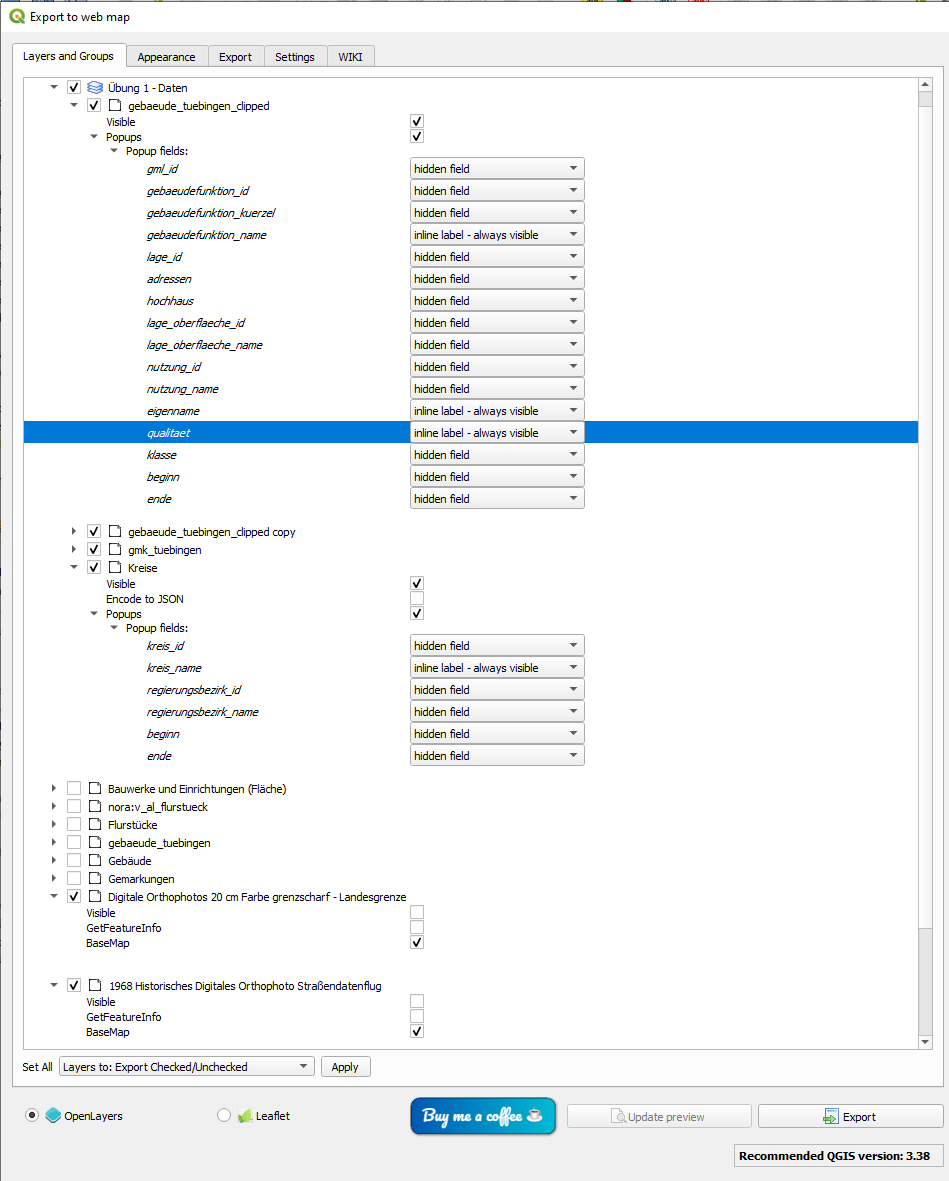 Export to web map
Layers and Groups Appearance Export Settings WIKI
Übung 1 - Daten
gebaeude_tuebingen_clipped
Visible
Popups
Popup fields:
gml_id hidden field
gebaeudefunktion_id hidden field
gebaeudefunktion_kuerzel hidden field
gebaeudefunktion_name inline label - always visible
lage_id hidden field
adressen hidden field
hochhaus hidden field
lage_oberflaeche_id hidden field
lage_oberflaeche_name hidden field
nutzung_id hidden field
nutzung_name hidden field
eigenname inline label - always visible
qualitaet inline label - always visible
klasse hidden field
beginn hidden field
ende hidden field
gebaeude_tuebingen_clipped copy
gmk_tuebingen
Kreise
Visible
Encode to JSON
Popups
Popup fields:
kreis_id hidden field
kreis_name inline label - always visible
regierungsbezirk_id hidden field
regierungsbezirk_name hidden field
beginn hidden field
ende hidden field
Bauwerke und Einrichtungen (Fläche)
nora:v_al_flurstueck
Flurstücke
gebaeude_tuebingen
Gebäude
Gemarkungen
Digitale Orthophotos 20 cm Farbe grenzscharf - Landesgrenze
Visible
GetFeatureInfo
BaseMap
1968 Historisches Digitales Orthophoto Straßendatenflug
Visible
GetFeatureInfo
BaseMap
Set All Layers to: Export Checked/Unchecked Apply
OpenLayers Leaflet Buy me a coffee Update preview Export
Recommended QGIS version: 3.38